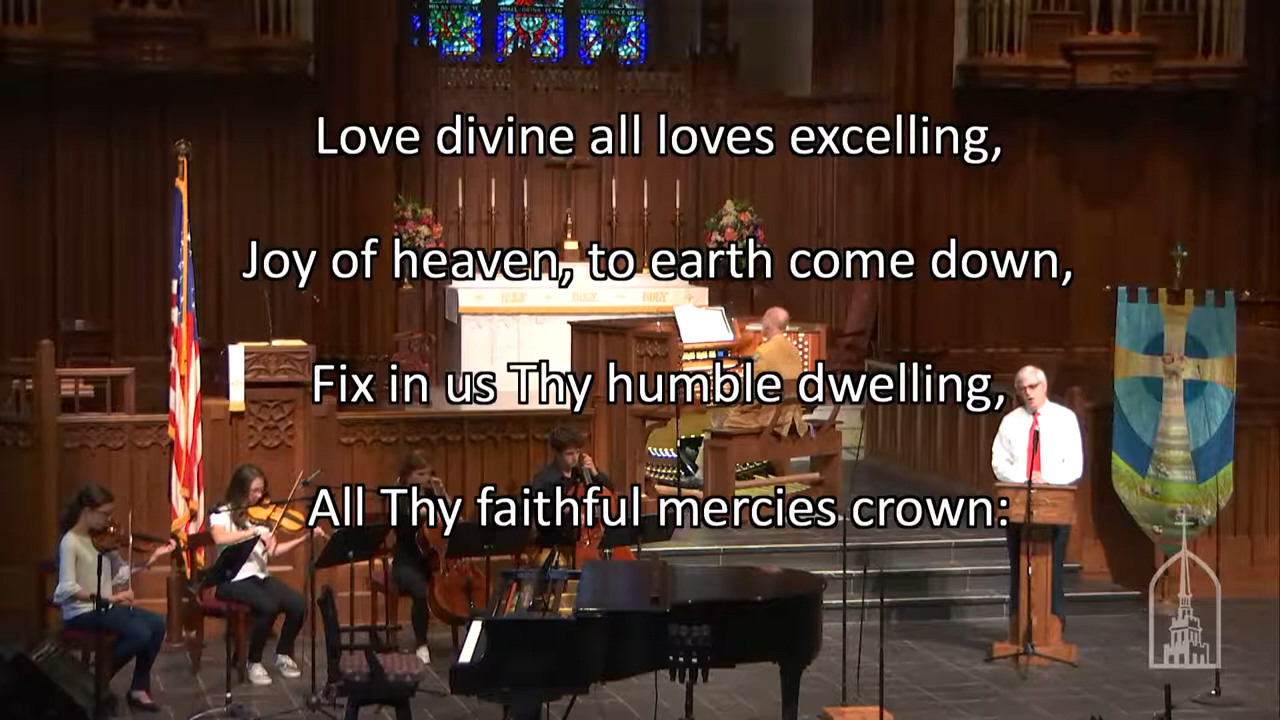 Love divine all loves excelling,
Joy of heaven, to earth come down,
Fix in us Thy humble dwelling,
All Thy faithful mercies crown: